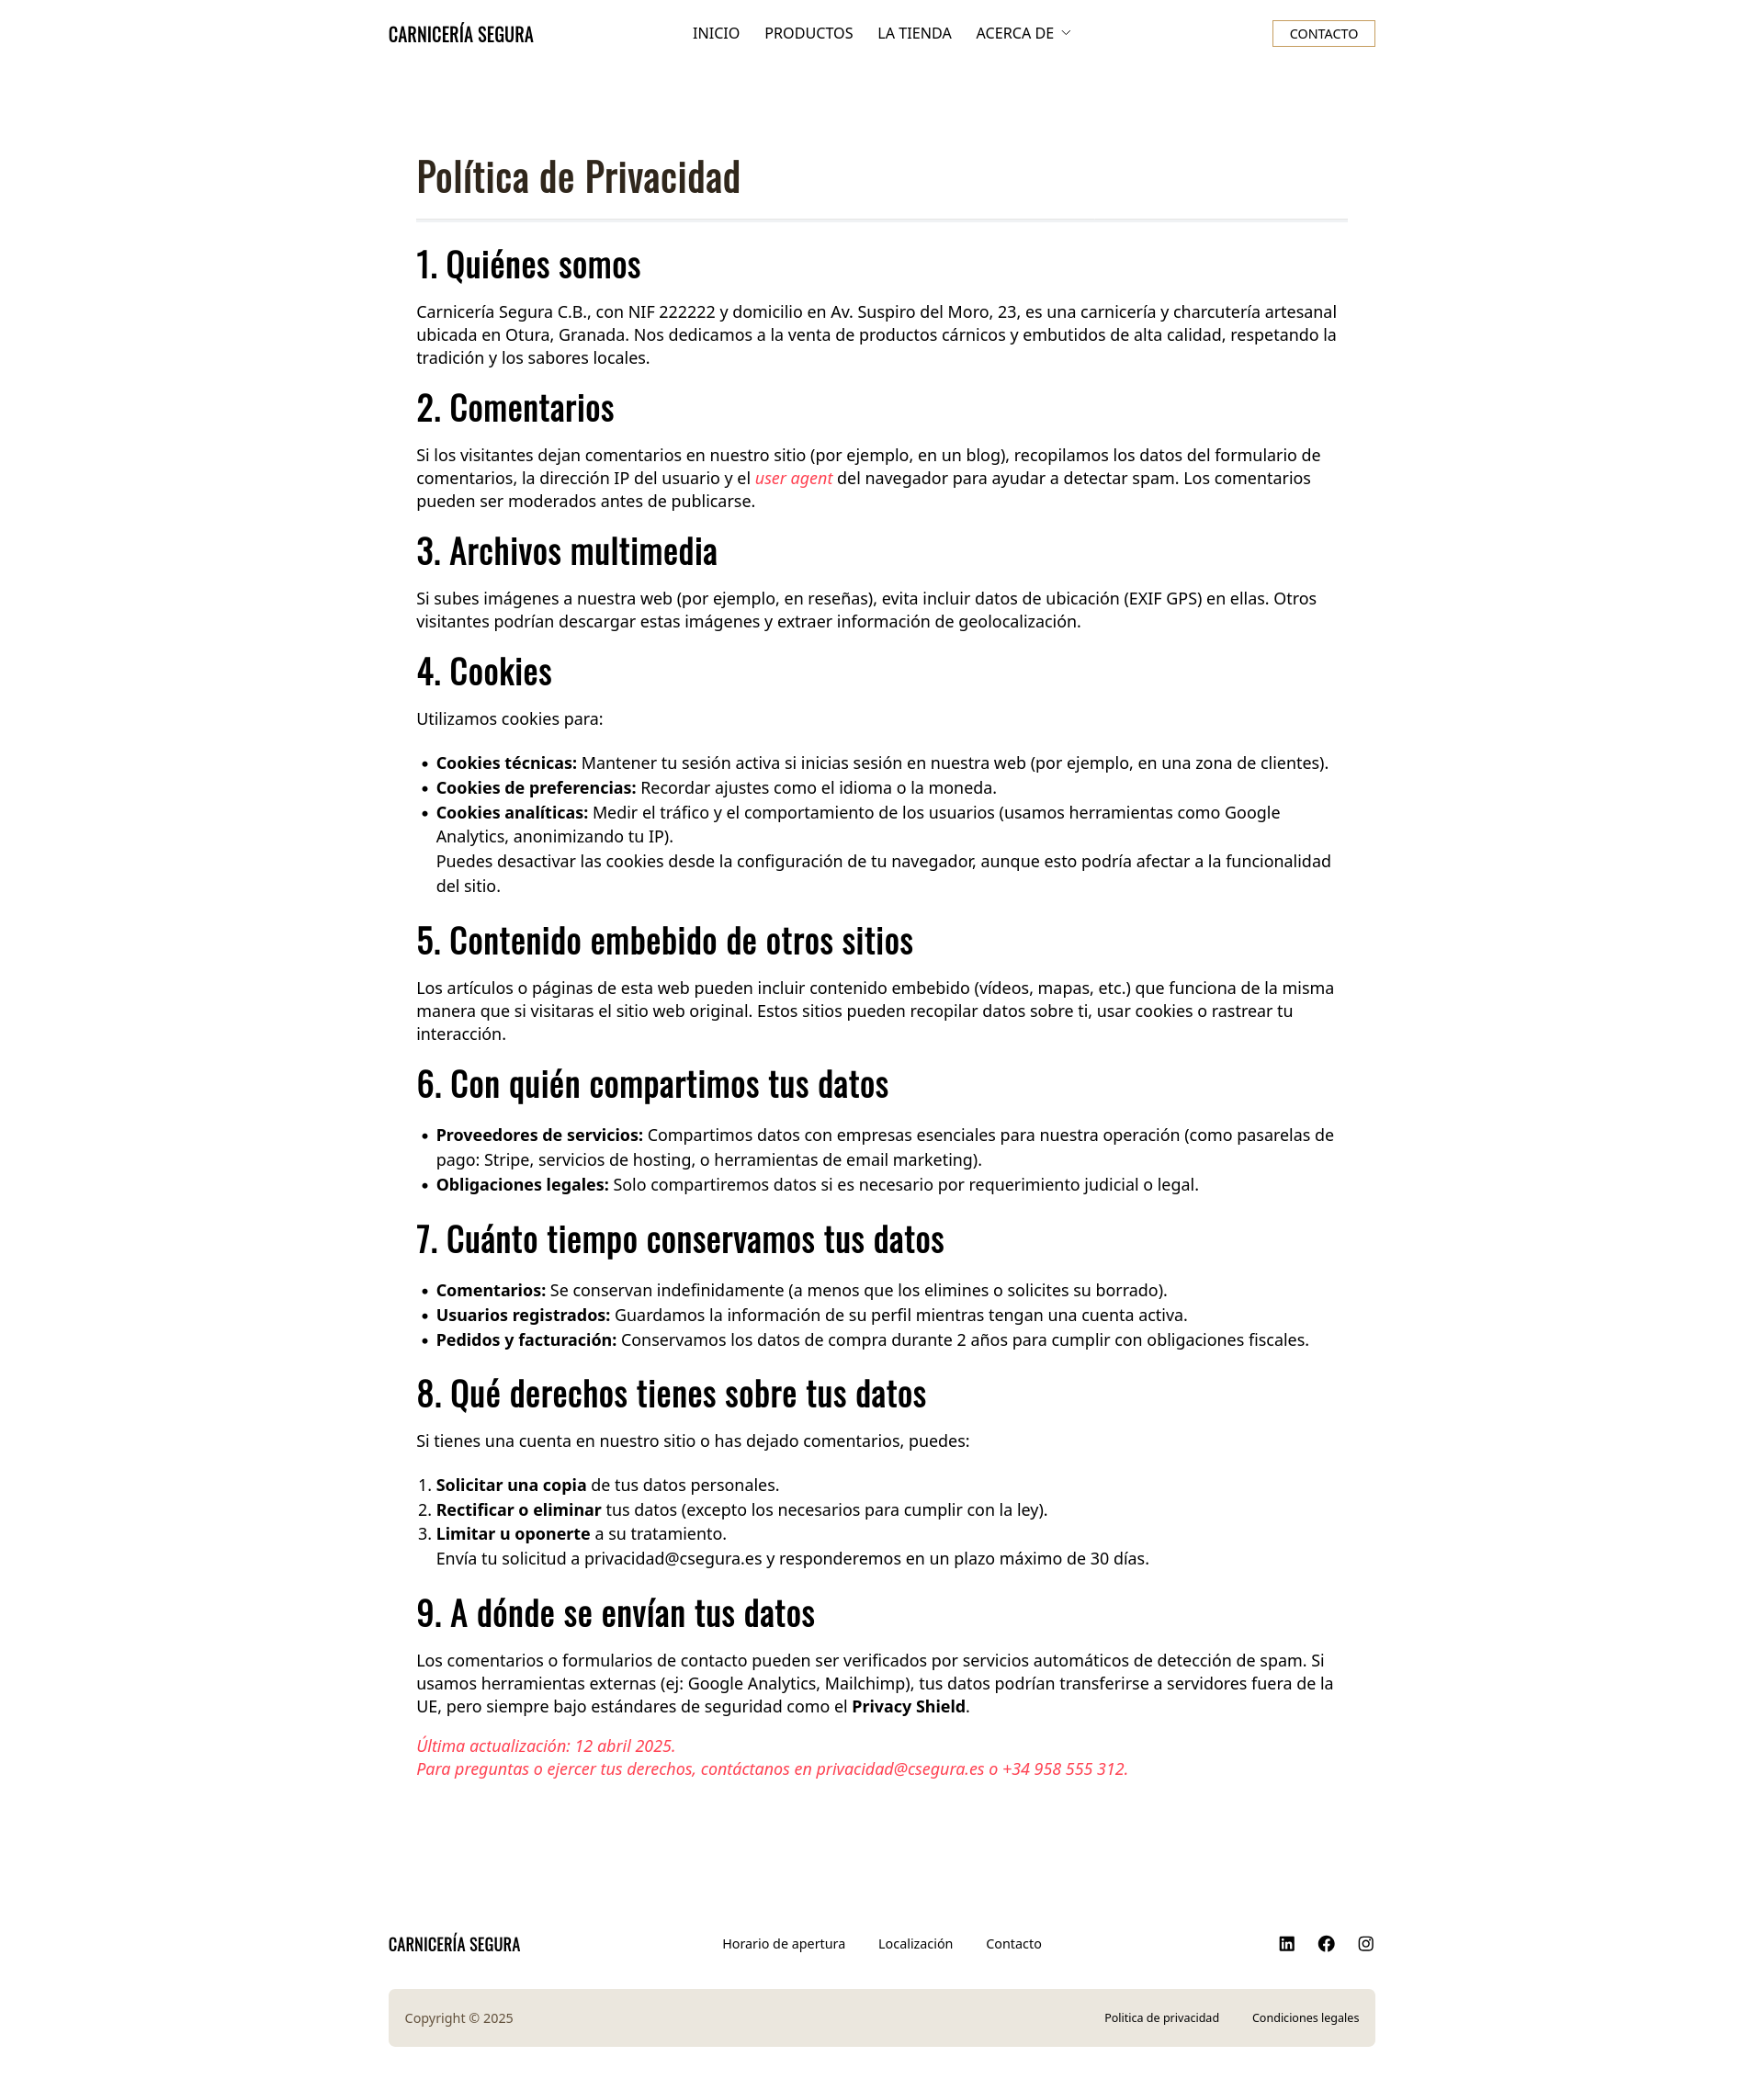 CARNICERÍA SEGURA
INICIO PRODUCTOS LA TIENDA ACERCA DE
CONTACTO
Política de Privacidad
1. Quiénes somos
Carnicería Segura C.B., con NIF 222222 y domicilio en Av. Suspiro del Moro, 23, es una carnicería y charcutería artesanal
ubicada en Otura, Granada. Nos dedicamos a la venta de productos cárnicos y embutidos de alta calidad, respetando la
tradición y los sabores locales.
2. Comentarios
Si los visitantes dejan comentarios en nuestro sitio (por ejemplo, en un blog), recopilamos los datos del formulario de
comentarios, la dirección IP del usuario y el user agent del navegador para ayudar a detectar spam. Los comentarios
pueden ser moderados antes de publicarse.
3. Archivos multimedia
Si subes imágenes a nuestra web (por ejemplo, en reseñas), evita incluir datos de ubicación (EXIF GPS) en ellas. Otros
visitantes podrían descargar estas imágenes y extraer información de geolocalización.
4. Cookies
Utilizamos cookies para:
• Cookies técnicas: Mantener tu sesión activa si inicias sesión en nuestra web (por ejemplo, en una zona de clientes).
• Cookies de preferencias: Recordar ajustes como el idioma o la moneda.
• Cookies analíticas: Medir el tráfico y el comportamiento de los usuarios (usamos herramientas como Google
Analytics, anonimizando tu IP).
Puedes desactivar las cookies desde la configuración de tu navegador, aunque esto podría afectar a la funcionalidad
del sitio.
5. Contenido embebido de otros sitios
Los artículos o páginas de esta web pueden incluir contenido embebido (vídeos, mapas, etc.) que funciona de la misma
manera que si visitaras el sitio web original. Estos sitios pueden recopilar datos sobre ti, usar cookies o rastrear tu
interacción.
6. Con quién compartimos tus datos
• Proveedores de servicios: Compartimos datos con empresas esenciales para nuestra operación (como pasarelas de
pago: Stripe, servicios de hosting, o herramientas de email marketing).
• Obligaciones legales: Solo compartiremos datos si es necesario por requerimiento judicial o legal.
7. Cuánto tiempo conservamos tus datos
• Comentarios: Se conservan indefinidamente (a menos que los elimines o solicites su borrado).
• Usuarios registrados: Guardamos la información de su perfil mientras tengan una cuenta activa.
• Pedidos y facturación: Conservamos los datos de compra durante 2 años para cumplir con obligaciones fiscales.
8. Qué derechos tienes sobre tus datos
Si tienes una cuenta en nuestro sitio o has dejado comentarios, puedes:
1. Solicitar una copia de tus datos personales.
2. Rectificar o eliminar tus datos (excepto los necesarios para cumplir con la ley).
3. Limitar u oponerte a su tratamiento.
Envía tu solicitud a privacidad@csegura.es y responderemos en un plazo máximo de 30 días.
9. A dónde se envían tus datos
Los comentarios o formularios de contacto pueden ser verificados por servicios automáticos de detección de spam. Si
usamos herramientas externas (ej: Google Analytics, Mailchimp), tus datos podrían transferirse a servidores fuera de la
UE, pero siempre bajo estándares de seguridad como el Privacy Shield.
Última actualización: 12 abril 2025.
Para preguntas o ejercer tus derechos, contáctanos en privacidad@csegura.es o +34 958 555 312.
CARNICERÍA SEGURA
Horario de apertura Localización Contacto
Copyright © 2025
Politica de privacidad Condiciones legales